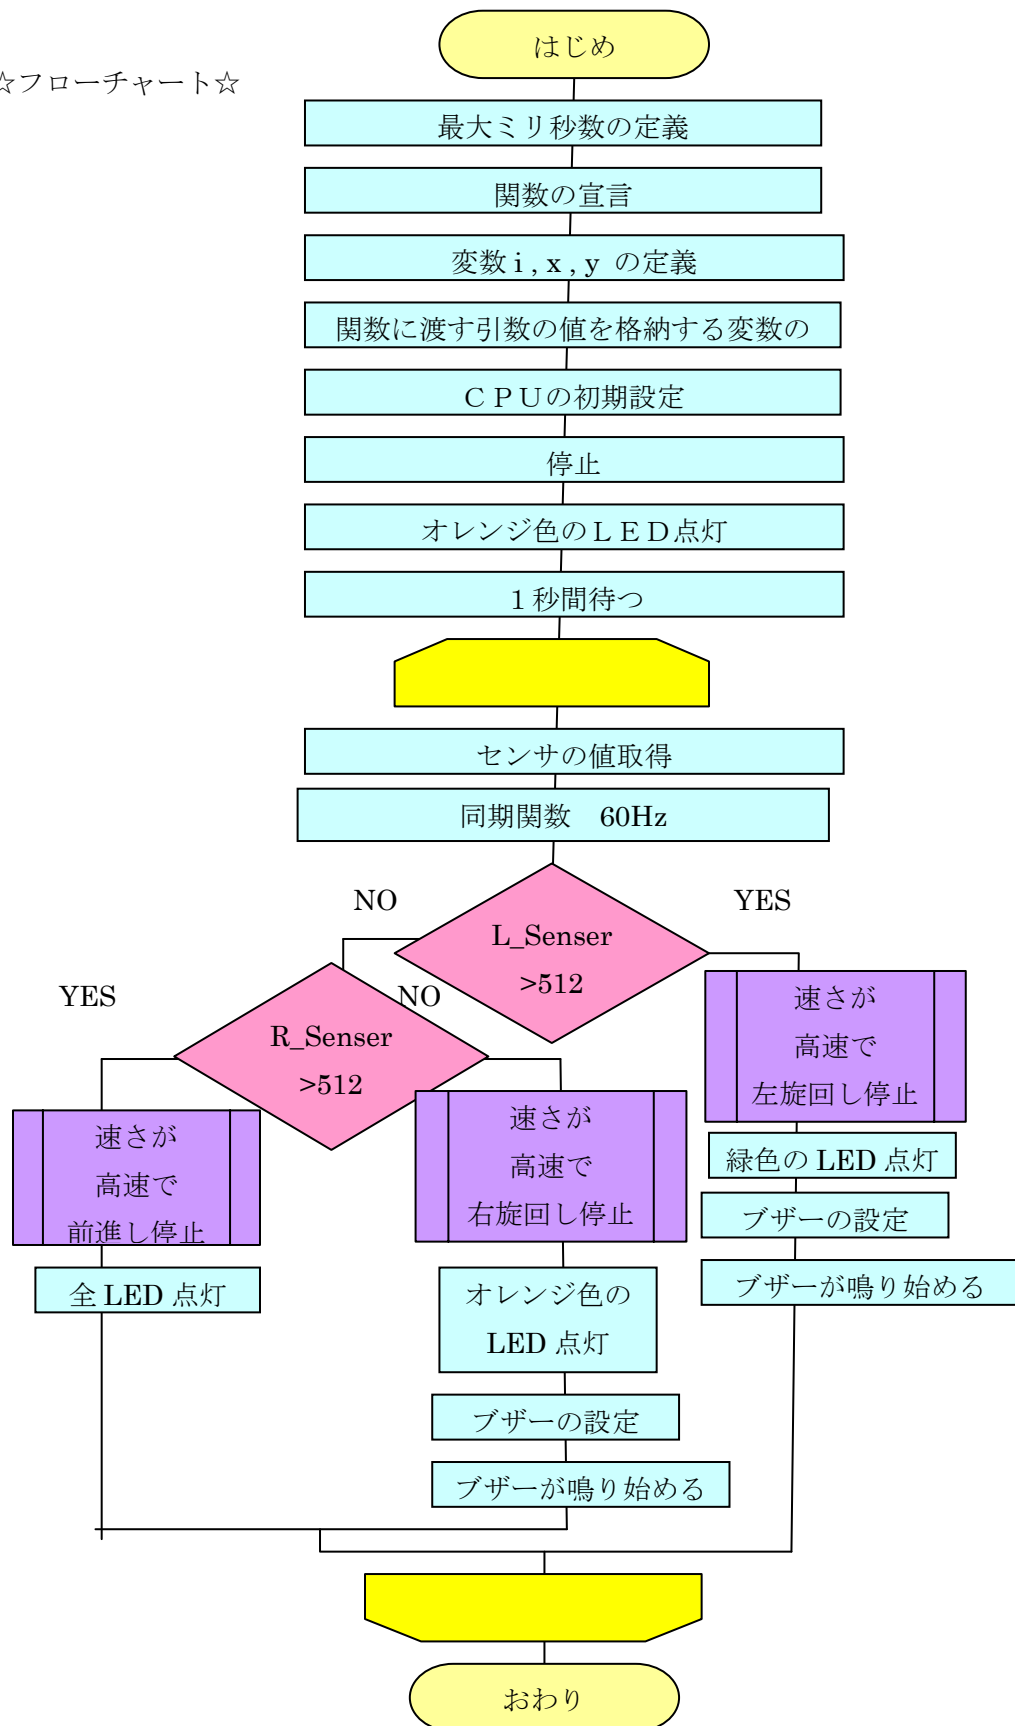 はじめ
☆フローチャート☆
最大ミリ秒数の定義
関数の宣言
変数 i , x , y の定義
関数に渡す引数の値を格納する変数の
ＣＰＵの初期設定
停止
オレンジ色のＬＥＤ点灯
１秒間待つ
センサの値取得
同期関数　60Hz
NO
YES
L_Senser
>512
YES
NO
R_Senser
>512
速さが
高速で
左旋回し停止
緑色の LED 点灯
ブザーの設定
ブザーが鳴り始める
速さが
高速で
前進し停止
全 LED 点灯
速さが
高速で
右旋回し停止
オレンジ色の
LED 点灯
ブザーの設定
ブザーが鳴り始める
おわり